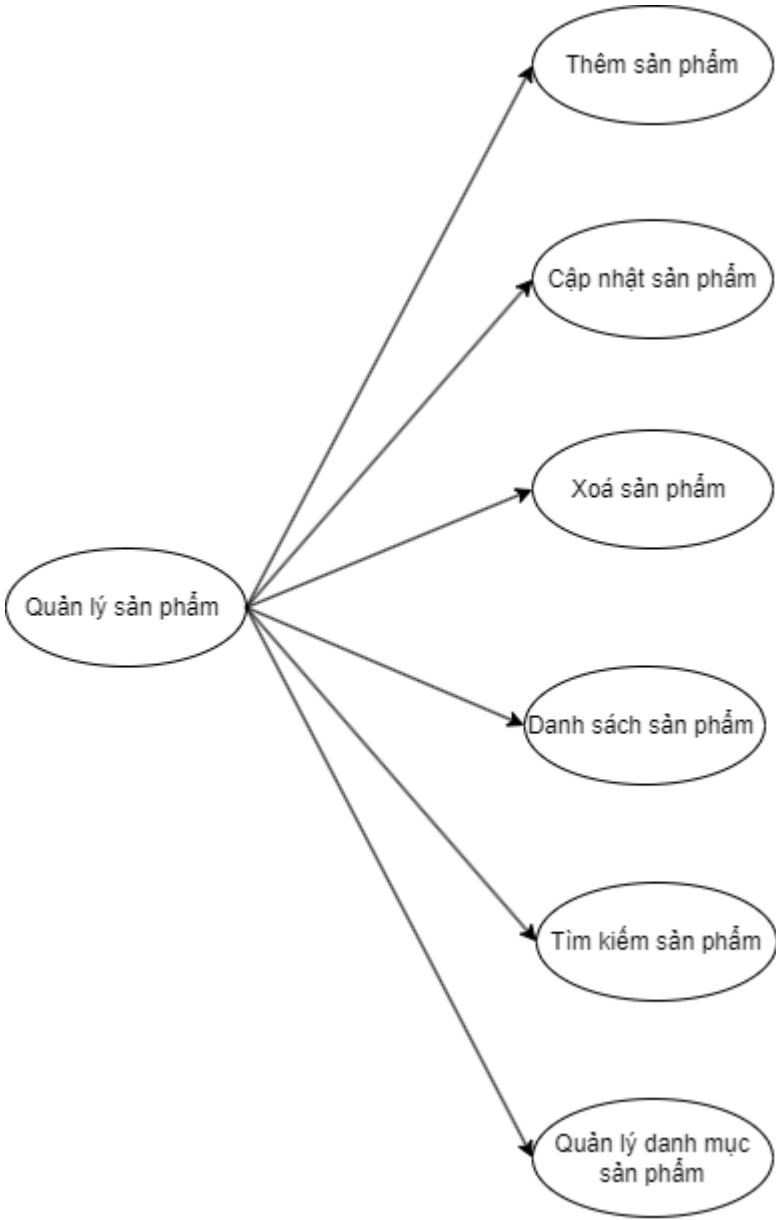 Thêm sản phẩm
Cập nhật sản phẩm
Xoá sản phẩm
Quản lý sản phẩm
Danh sách sản phẩm
Tìm kiếm sản phẩm
Quản lý danh mục
sản phẩm